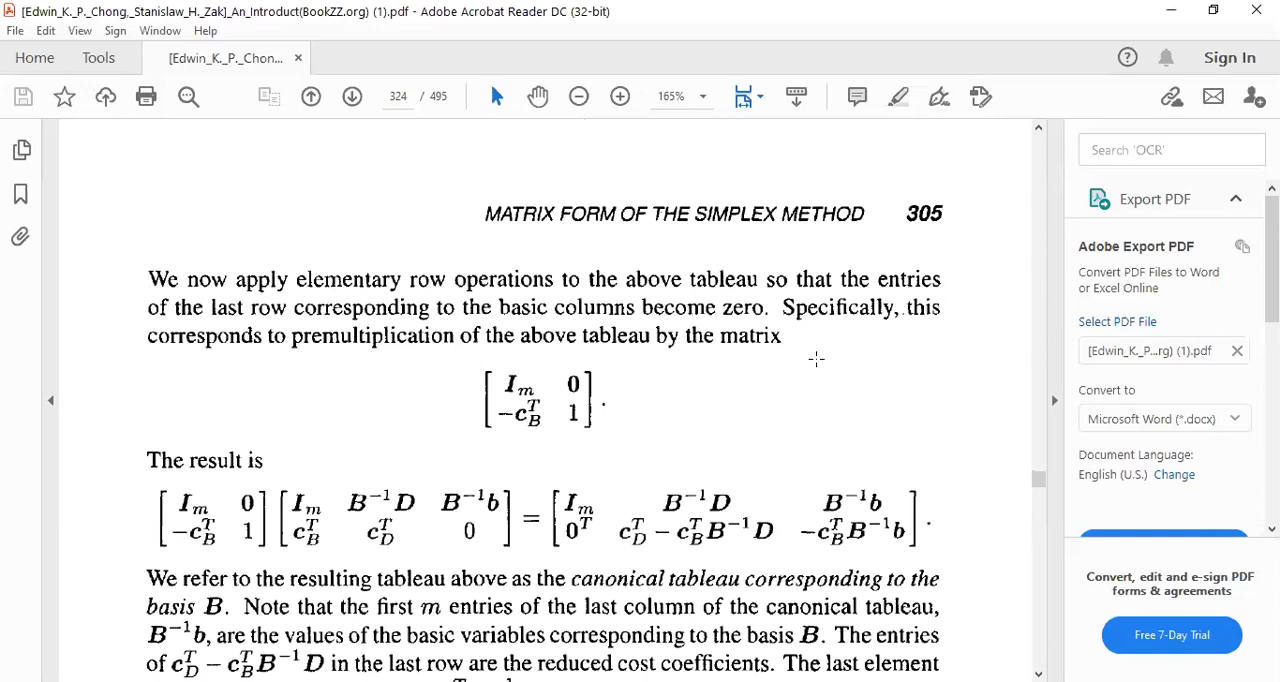 [Edwin_K._P._Chong,_Stanislaw_H._Zak]_An_Introduct(BookZZ.org) (1).pdf - Adobe Acrobat Reader DC (32-bit)
File Edit View Sign Window Help
Home Tools [Edwin_K._P._Chon... × Sign In
324 / 495 165%
Search 'OCR'
Export PDF
Adobe Export PDF
Convert PDF Files to Word
or Excel Online
Select PDF File
[Edwin_K._P...rg) (1).pdf
Convert to
Microsoft Word (*.docx)
Document Language:
English (U.S.) Change
Convert, edit and e-sign PDF
forms & agreements
Free 7-Day Trial
MATRIX FORM OF THE SIMPLEX METHOD 305
We now apply elementary row operations to the above tableau so that the entries
of the last row corresponding to the basic columns become zero. Specifically, this
corresponds to premultiplication of the above tableau by the matrix
[ I_m 0 ]
[ -c_B^T 1 ] .
The result is
[ I_m 0 ] [ I_m B^{-1}D B^{-1}b ] = [ I_m B^{-1}D B^{-1}b ]
[ -c_B^T 1 ] [ c_B^T c_D^T 0 ] [ 0^T c_D^T - c_B^T B^{-1}D -c_B^T B^{-1}b ] .
We refer to the resulting tableau above as the canonical tableau corresponding to the
basis B. Note that the first m entries of the last column of the canonical tableau,
B^{-1}b, are the values of the basic variables corresponding to the basis B. The entries
of c_D^T - c_B^T B^{-1}D in the last row are the reduced cost coefficients. The last element